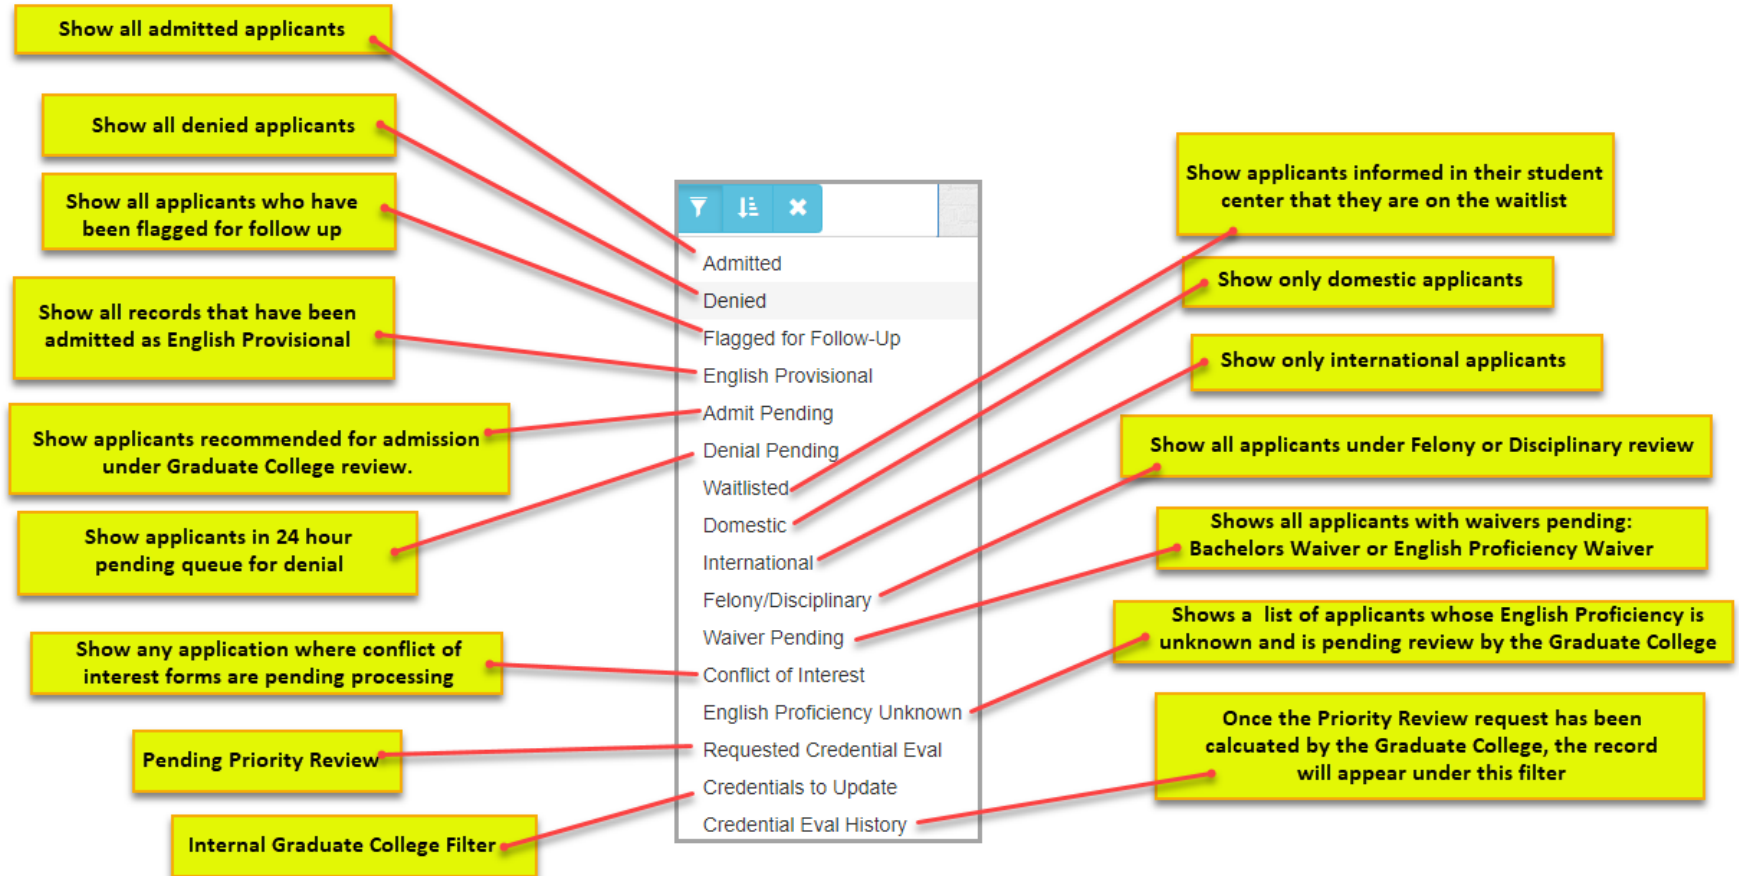 Show all admitted applicants
Show all denied applicants
Show all applicants who have
been flagged for follow up
Show all records that have been
admitted as English Provisional
Show applicants recommended for admission
under Graduate College review.
Show applicants in 24 hour
pending queue for denial
Show any application where conflict of
interest forms are pending processing
Pending Priority Review
Internal Graduate College Filter
Admitted
Denied
Flagged for Follow-Up
English Provisional
Admit Pending
Denial Pending
Waitlisted
Domestic
International
Felony/Disciplinary
Waiver Pending
Conflict of Interest
English Proficiency Unknown
Requested Credential Eval
Credentials to Update
Credential Eval History
Show applicants informed in their student
center that they are on the waitlist
Show only domestic applicants
Show only international applicants
Show all applicants under Felony or Disciplinary review
Shows all applicants with waivers pending:
Bachelors Waiver or English Proficiency Waiver
Shows a list of applicants whose English Proficiency is
unknown and is pending review by the Graduate College
Once the Priority Review request has been
calcuated by the Graduate College, the record
will appear under this filter